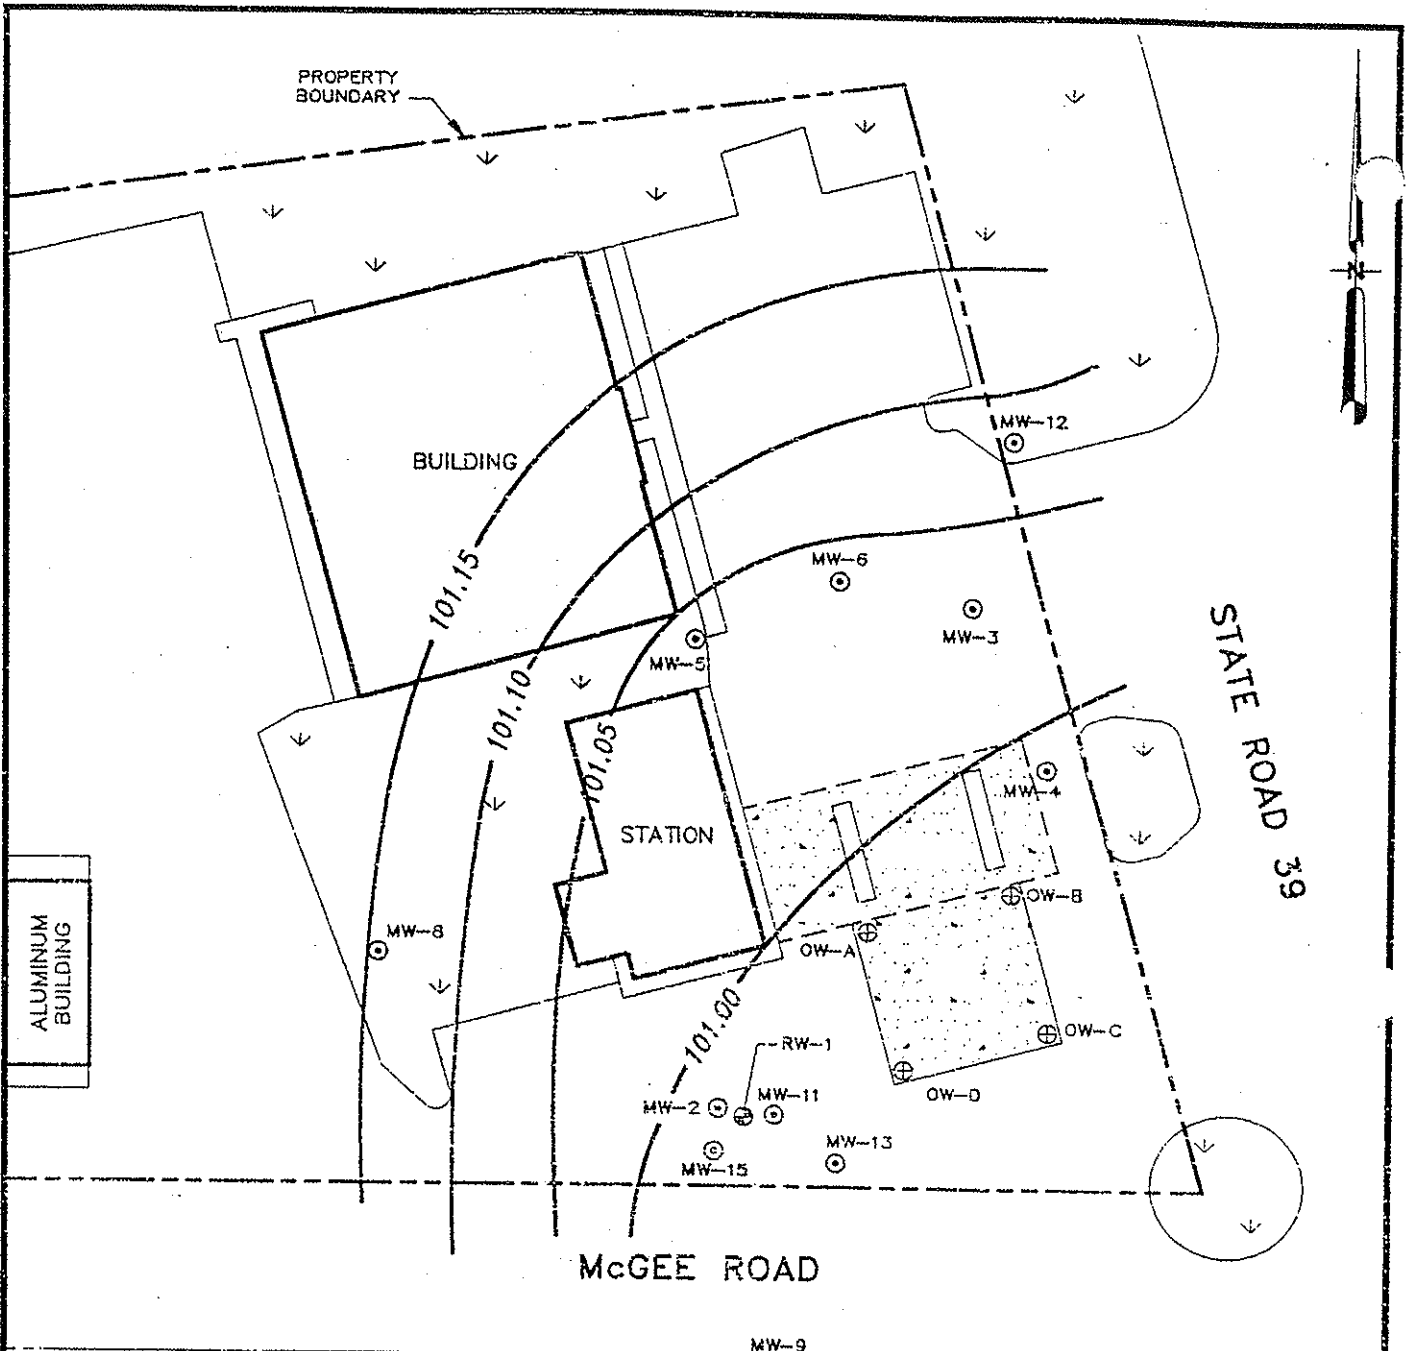 PROPERTY
BOUNDARY
N
MW-12
BUILDING
101.15
MW-6
MW-3
STATE ROAD 39
MW-5
101.10
101.05
MW-4
STATION
OW-B
ALUMINUM
BUILDING
MW-8
OW-A
101.00
OW-C
RW-1
OW-D
MW-2
MW-11
MW-13
MW-15
McGEE ROAD
MW-9